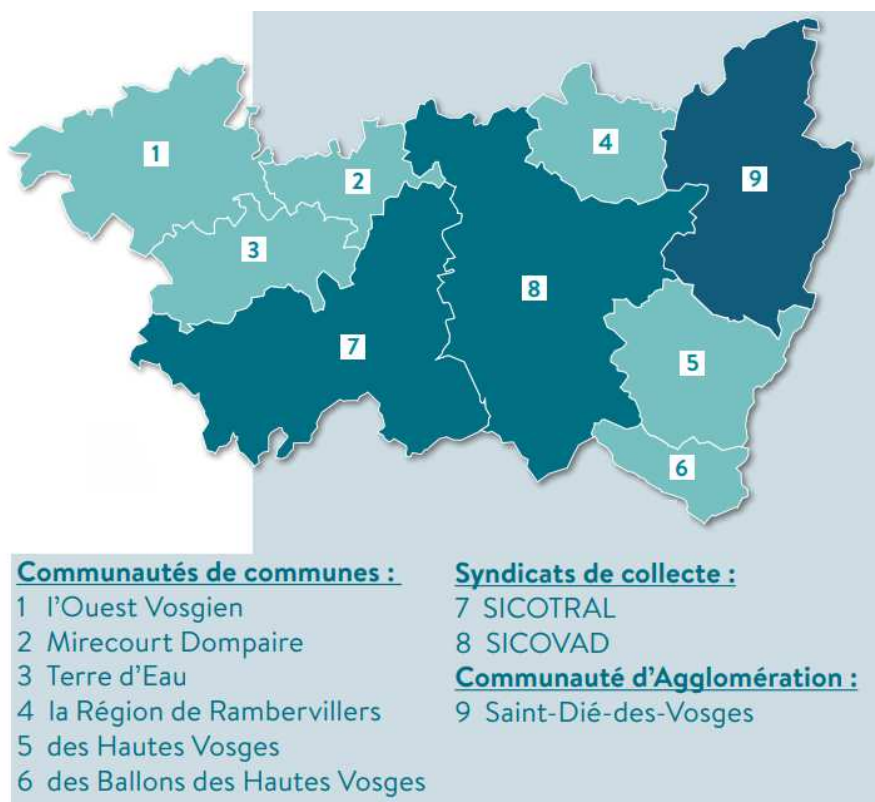 1
2
3
4
5
6
7
8
9
Communautés de communes :
1 l'Ouest Vosgien
2 Mirecourt Dompaire
3 Terre d'Eau
4 la Région de Rambervillers
5 des Hautes Vosges
6 des Ballons des Hautes Vosges
Syndicats de collecte :
7 SICOTRAL
8 SICOVAD
Communauté d'Agglomération :
9 Saint-Dié-des-Vosges